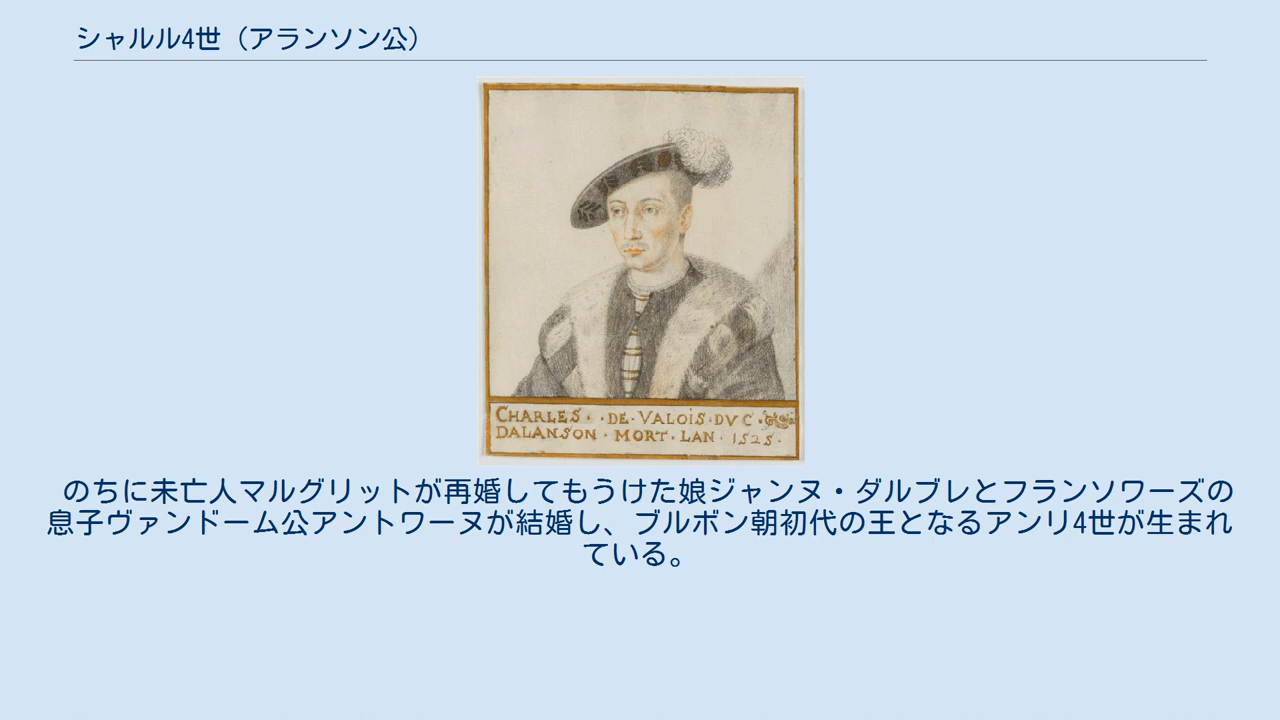 シャルル4世（アランソン公）
CHARLES · · DE · VALOIS · DVC ·
DALANSON · MORT · LAN · 1525 ·
のちに未亡人マルグリットが再婚してもうけた娘ジャンヌ・ダルブレとフランソワーズの
息子ヴァンドーム公アントワーヌが結婚し、ブルボン朝初代の王となるアンリ4世が生まれ
ている。